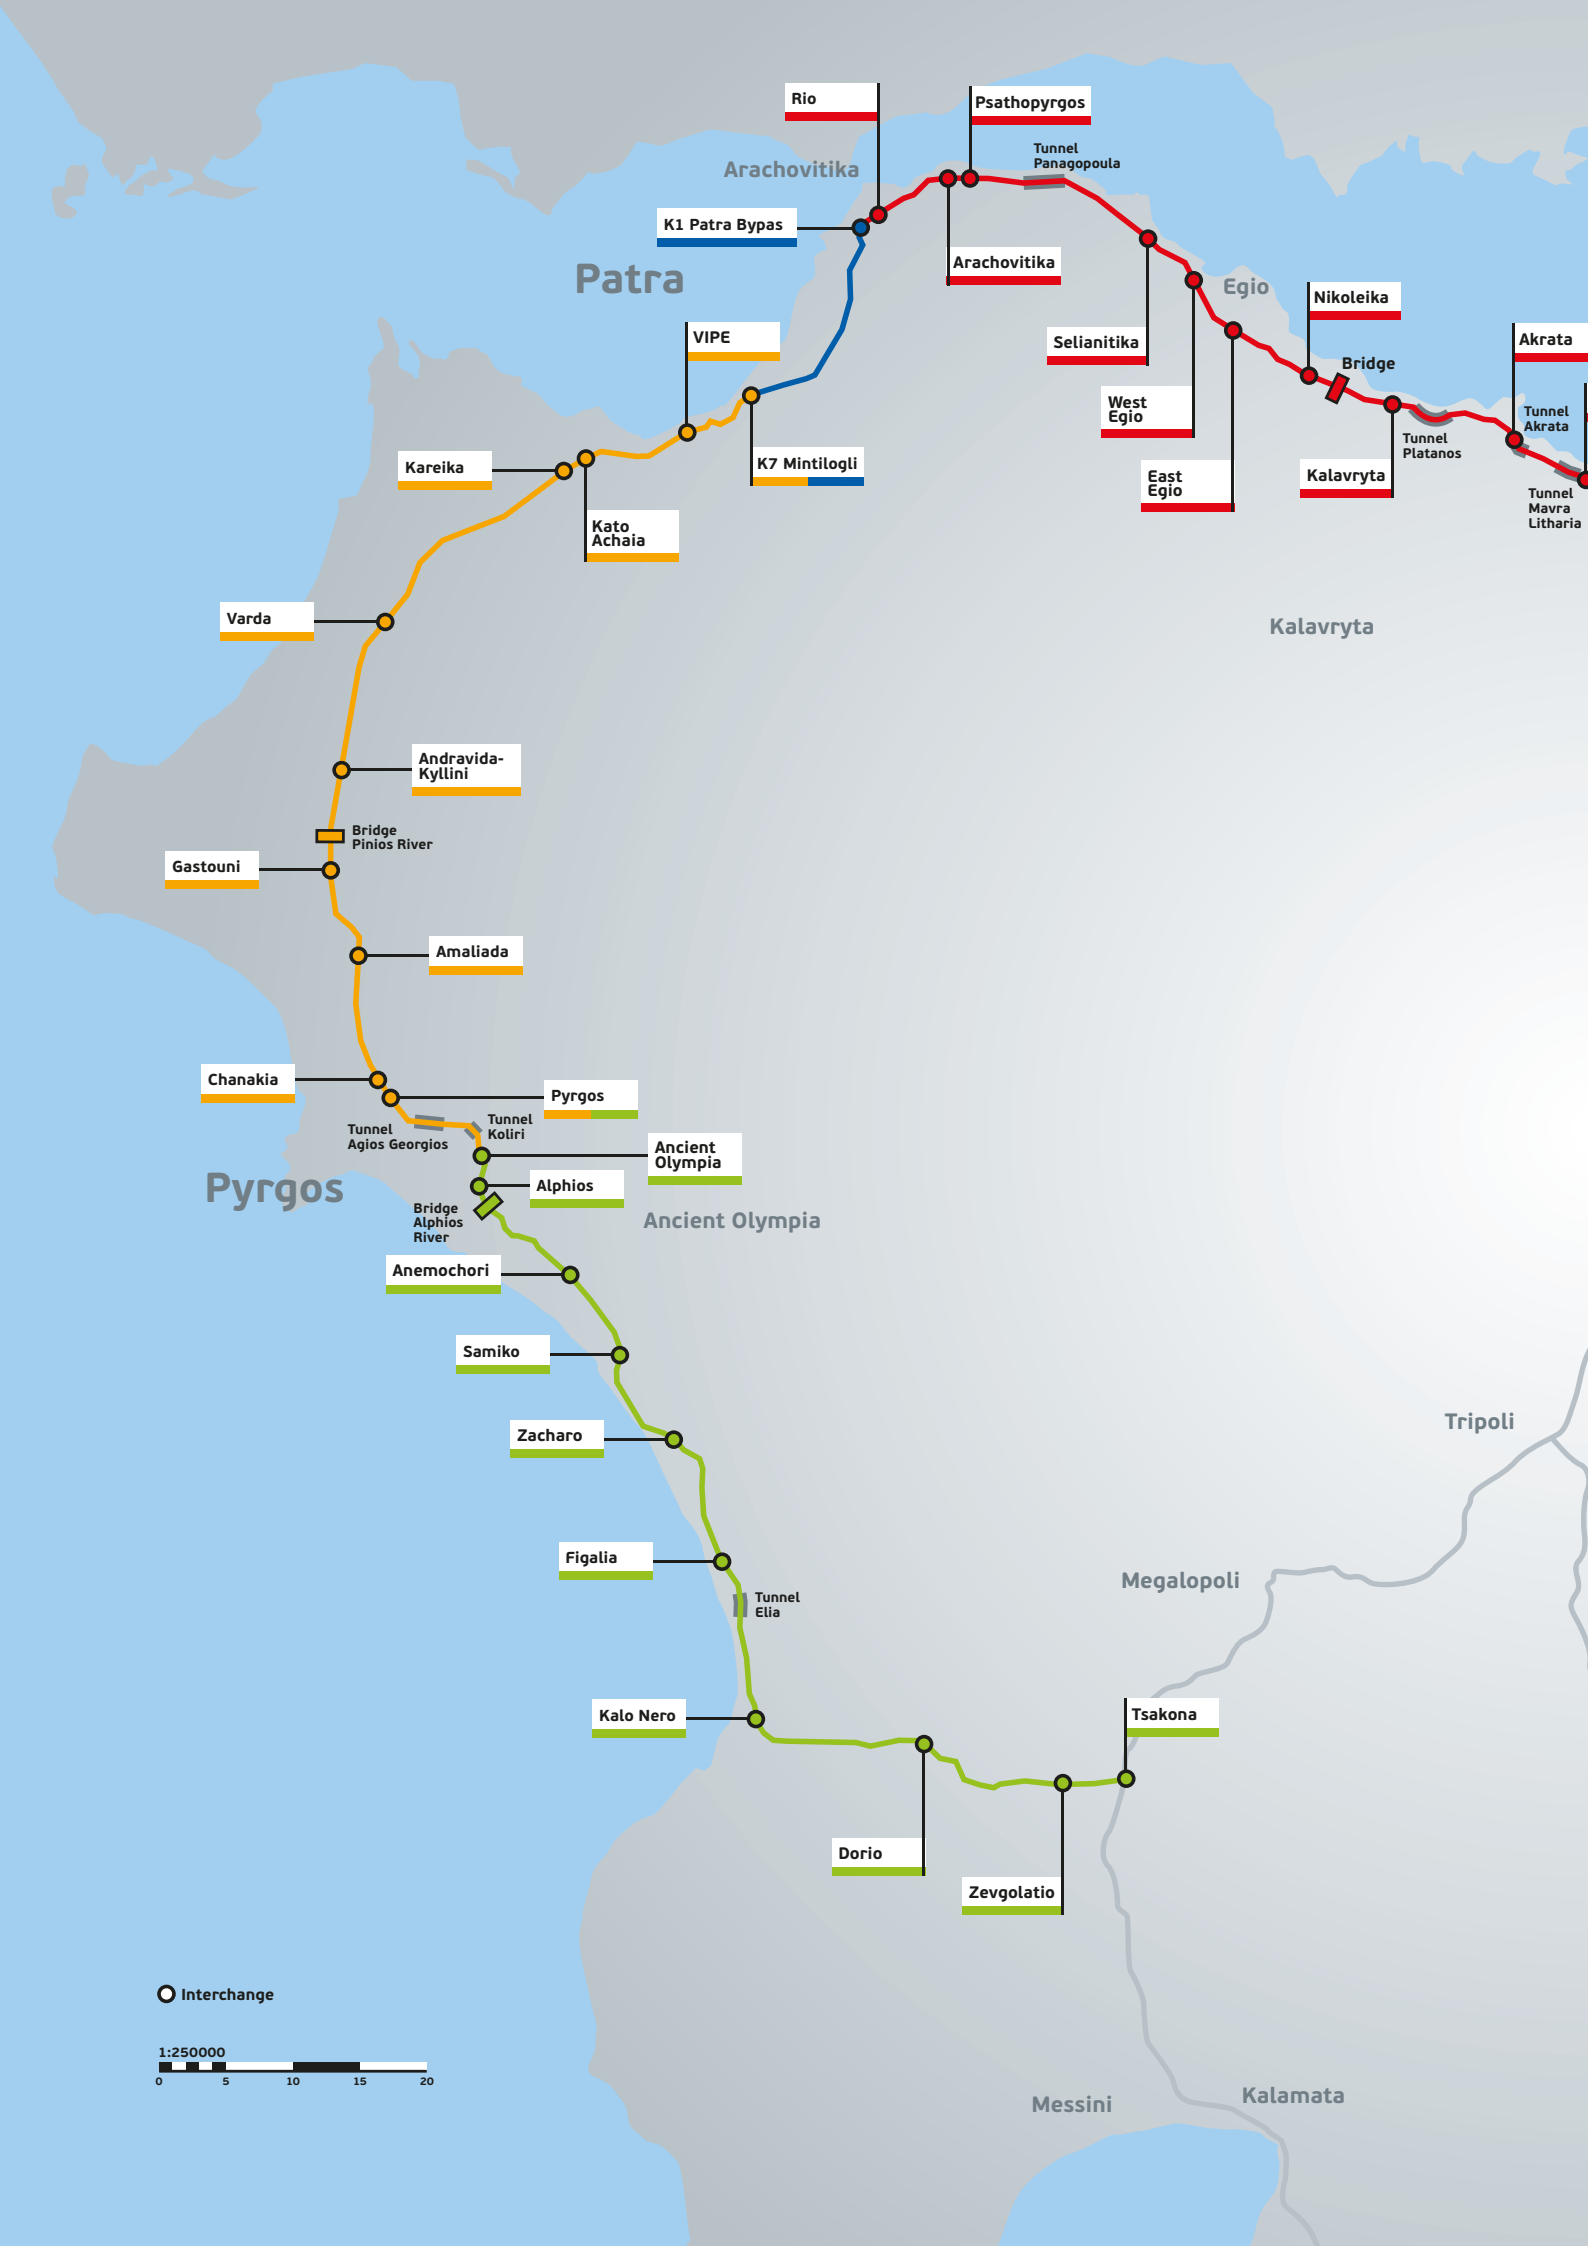 Rio
Psathopyrgos
Tunnel
Panagopoula
Arachovitika
K1 Patra Bypas
Arachovitika
Patra
Egio
Nikoleika
VIPE
Selianitika
Akrata
Bridge
West
Egio
Tunnel
Akrata
Tunnel
Platanos
Kareika
K7 Mintilogli
East
Egio
Kalavryta
Tunnel
Mavra
Litharia
Kato
Achaia
Varda
Kalavryta
Andravida-
Kyllini
Bridge
Pinios River
Gastouni
Amaliada
Chanakia
Pyrgos
Tunnel
Koliri
Tunnel
Agios Georgios
Ancient
Olympia
Pyrgos
Alphios
Bridge
Alphios
River
Ancient Olympia
Anemochori
Samiko
Tripoli
Zacharo
Figalia
Megalopoli
Tunnel
Elia
Kalo Nero
Tsakona
Dorio
Zevgolatio
Interchange
1:250000
0 5 10 15 20
Messini
Kalamata